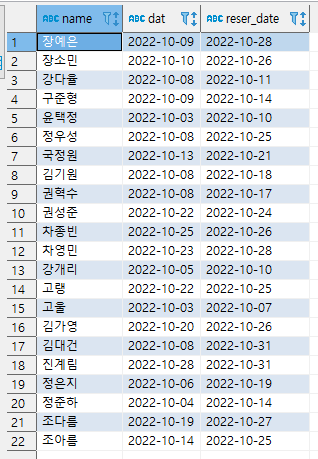 ABC name ABC dat ABC reser_date
1 장예은 2022-10-09 2022-10-28
2 장소민 2022-10-10 2022-10-26
3 강다율 2022-10-08 2022-10-11
4 구준형 2022-10-09 2022-10-14
5 윤택정 2022-10-03 2022-10-10
6 정우성 2022-10-08 2022-10-25
7 국정원 2022-10-13 2022-10-21
8 김기원 2022-10-08 2022-10-18
9 권혁수 2022-10-08 2022-10-17
10 권성준 2022-10-22 2022-10-24
11 차종빈 2022-10-25 2022-10-26
12 차영민 2022-10-23 2022-10-28
13 강개리 2022-10-05 2022-10-10
14 고랭 2022-10-22 2022-10-25
15 고울 2022-10-03 2022-10-07
16 김가영 2022-10-20 2022-10-26
17 김대건 2022-10-08 2022-10-31
18 진계림 2022-10-28 2022-10-31
19 정은지 2022-10-06 2022-10-19
20 정준하 2022-10-04 2022-10-14
21 조다름 2022-10-19 2022-10-27
22 조아름 2022-10-14 2022-10-25